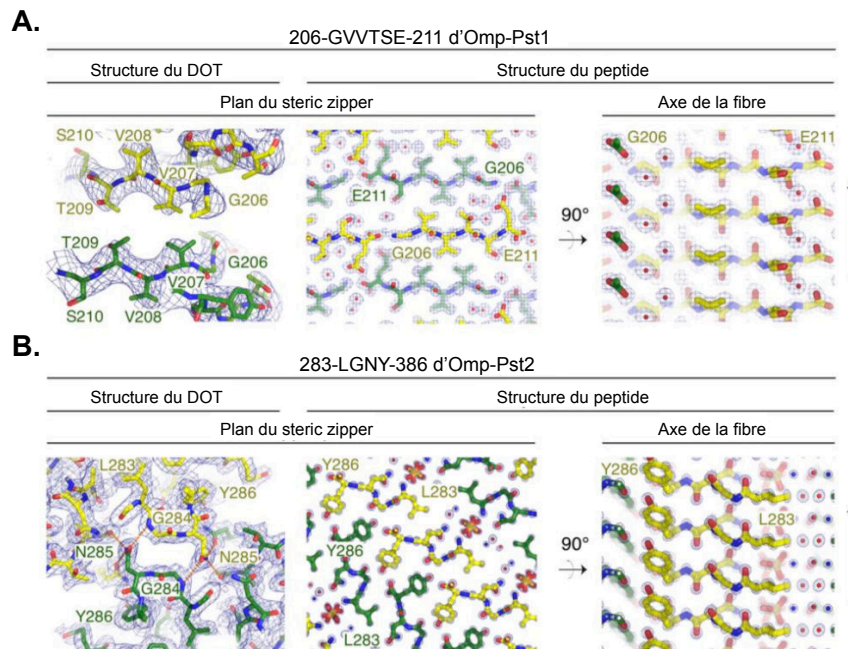 A.
206-GVVTSE-211 d'Omp-Pst1
Structure du DOT Structure du peptide
Plan du steric zipper Axe de la fibre
S210 V208 G206 E211
V207 G206
T209 G206 E211
T209 G206 90°
V207 G206 E211
S210 V208
B.
283-LGNY-386 d'Omp-Pst2
Structure du DOT Structure du peptide
Plan du steric zipper Axe de la fibre
L283 Y286 Y286
Y286 L283
G284 L283
N285 N285 Y286 90°
G284
Y286 L283